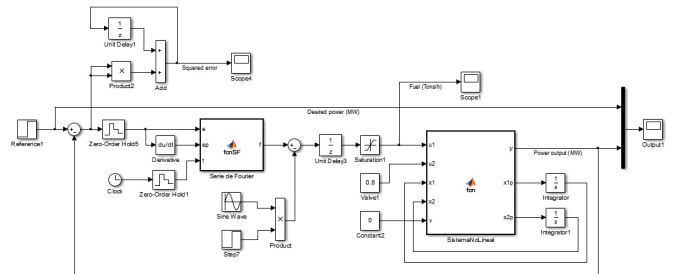 1
z
Unit Delay1
+
+
Add
Squared error
Scope4
×
Product2
Fuel (Ton/h)
Scope1
Desired power (MW)
Reference1
+
-
Zero-Order Hold5
du/dt
Derivative
e
ep
t
f
fcnSF
Serie de Fourier
Clock
Zero-Order Hold1
+
-
1
z
Unit Delay3
Saturation1
u1
u2
x1
x2
v
fcn
y
x1p
x2p
SistemaNoLineal
Power output (MW)
Output1
1
s
Integrator
1
s
Integrator1
0.8
Valve1
0
Constant2
Sine Wave
×
Product
Step7